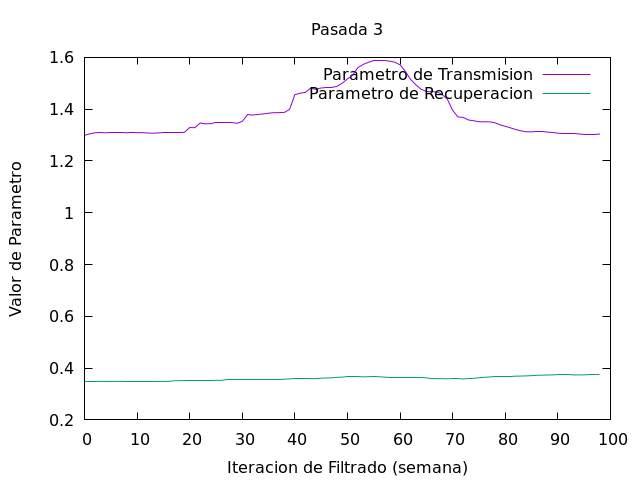 Pasada 3
Parametro de Transmision
Parametro de Recuperacion
Valor de Parametro
1.6
1.4
1.2
1
0.8
0.6
0.4
0.2
0 10 20 30 40 50 60 70 80 90 100
Iteracion de Filtrado (semana)